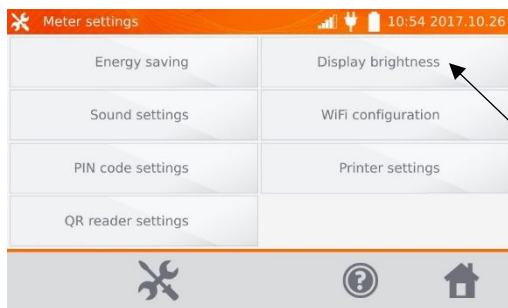 Meter settings 10:54 2017.10.26
Energy saving Display brightness
Sound settings WiFi configuration
PIN code settings Printer settings
QR reader settings
?